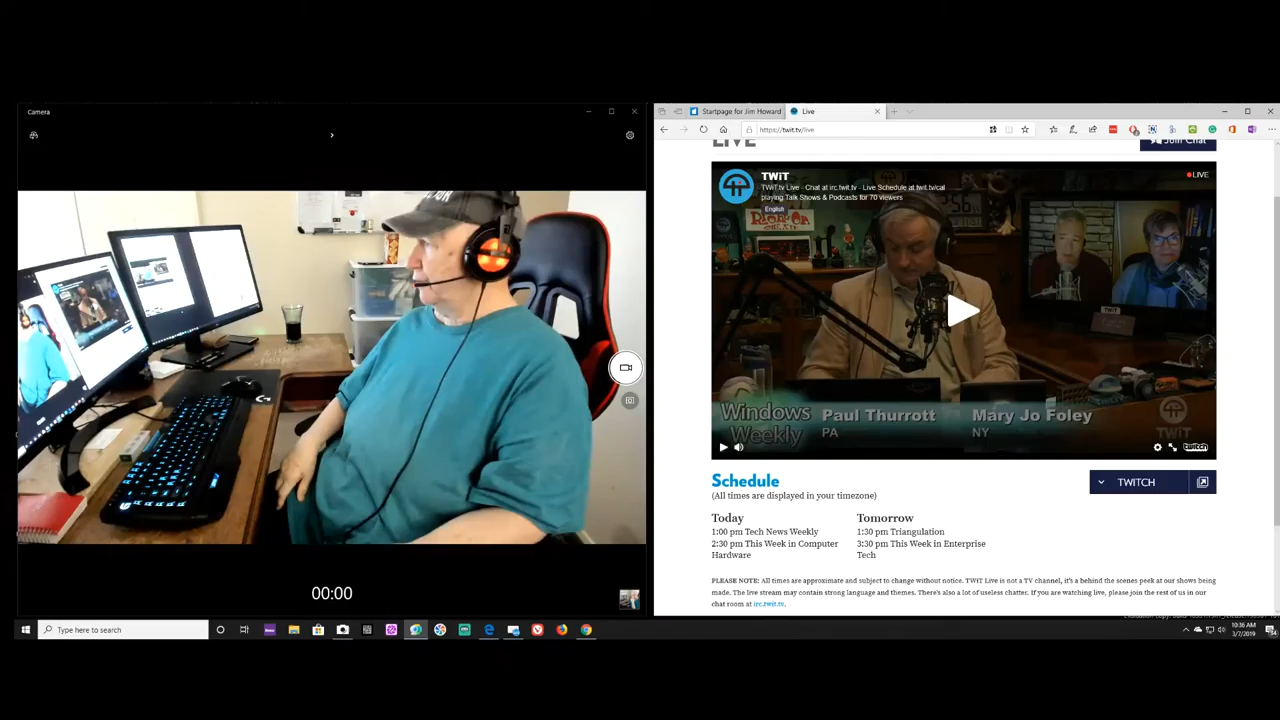 Camera
00:00
Startpage for Jim Howard
Live
https://twit.tv/live
LIVE
Join Chat
TWiT
TWiT.tv Live - Chat at irc.twit.tv - Live Schedule at twit.tv/cal
playing Talk Shows & Podcasts for 70 viewers
English
LIVE
Windows
Weekly
Paul Thurrott
PA
Mary Jo Foley
NY
TWiT
twitch
Schedule
(All times are displayed in your timezone)
TWITCH
Today
1:00 pm Tech News Weekly
2:30 pm This Week in Computer
Hardware
Tomorrow
1:30 pm Triangulation
3:30 pm This Week in Enterprise
Tech
PLEASE NOTE: All times are approximate and subject to change without notice. TWiT Live is not a TV channel, it's a behind the scenes peek at our shows being
made. The live stream may contain strong language and themes. There's also a lot of useless chatter. If you are watching live, please join the rest of us in our
chat room at irc.twit.tv.
Type here to search
10:36 AM
3/7/2019